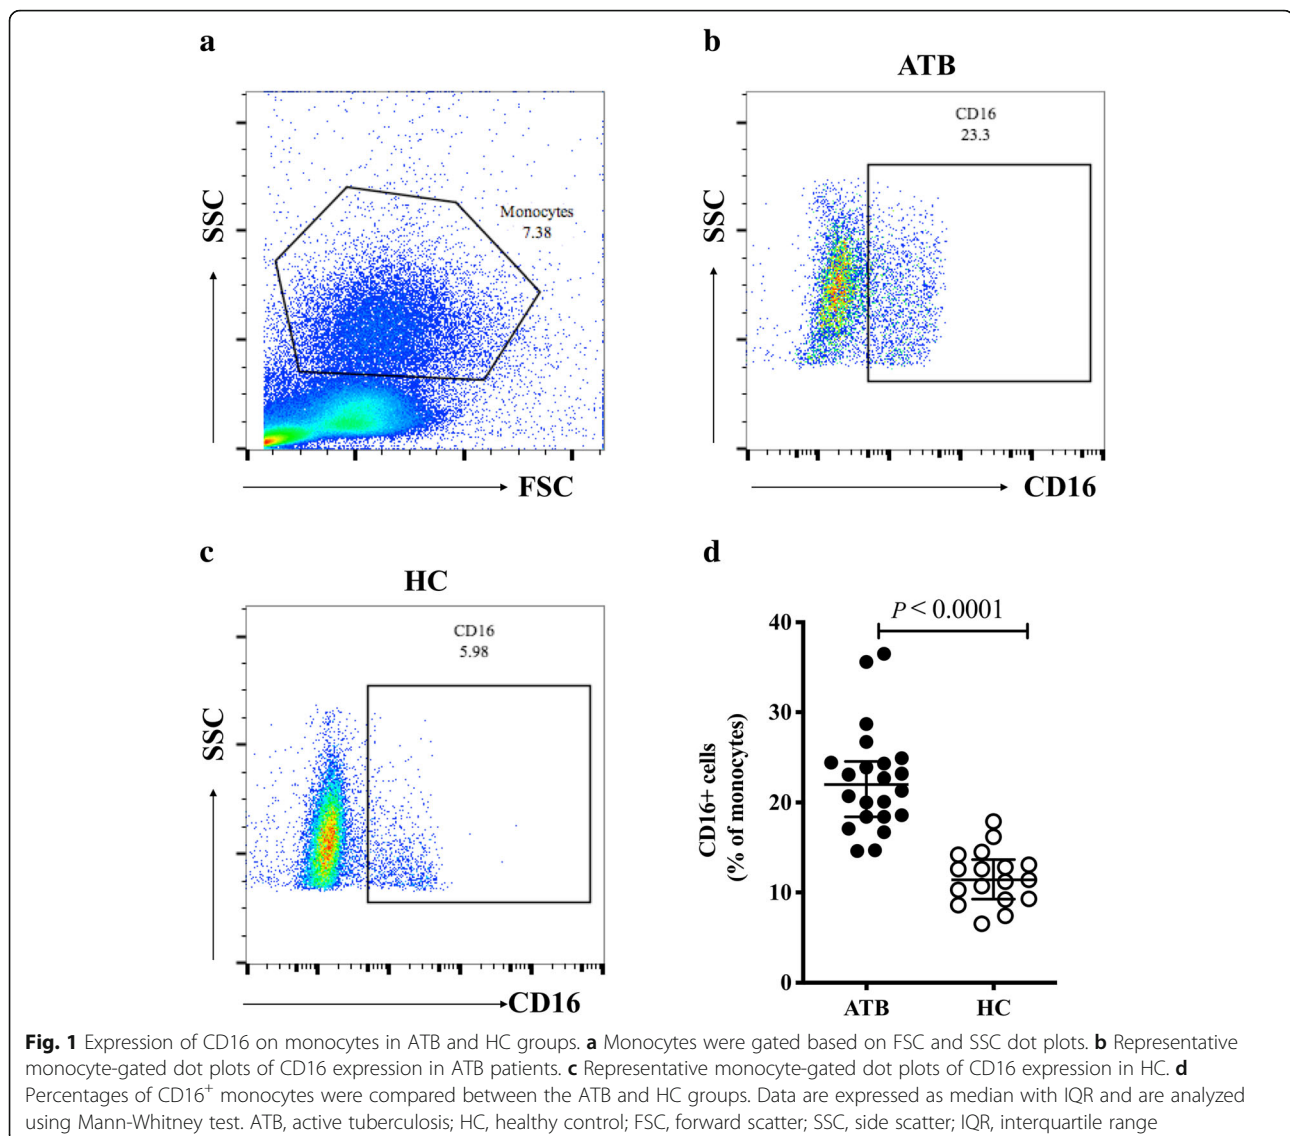 a
SSC
Monocytes
7.38
FSC
b
ATB
SSC
CD16
23.3
CD16
c
HC
SSC
CD16
5.98
CD16
d
P < 0.0001
CD16+ cells
(% of monocytes)
40
30
20
10
0
ATB
HC
Fig. 1 Expression of CD16 on monocytes in ATB and HC groups. a Monocytes were gated based on FSC and SSC dot plots. b Representative
monocyte-gated dot plots of CD16 expression in ATB patients. c Representative monocyte-gated dot plots of CD16 expression in HC. d
Percentages of CD16+ monocytes were compared between the ATB and HC groups. Data are expressed as median with IQR and are analyzed
using Mann-Whitney test. ATB, active tuberculosis; HC, healthy control; FSC, forward scatter; SSC, side scatter; IQR, interquartile range